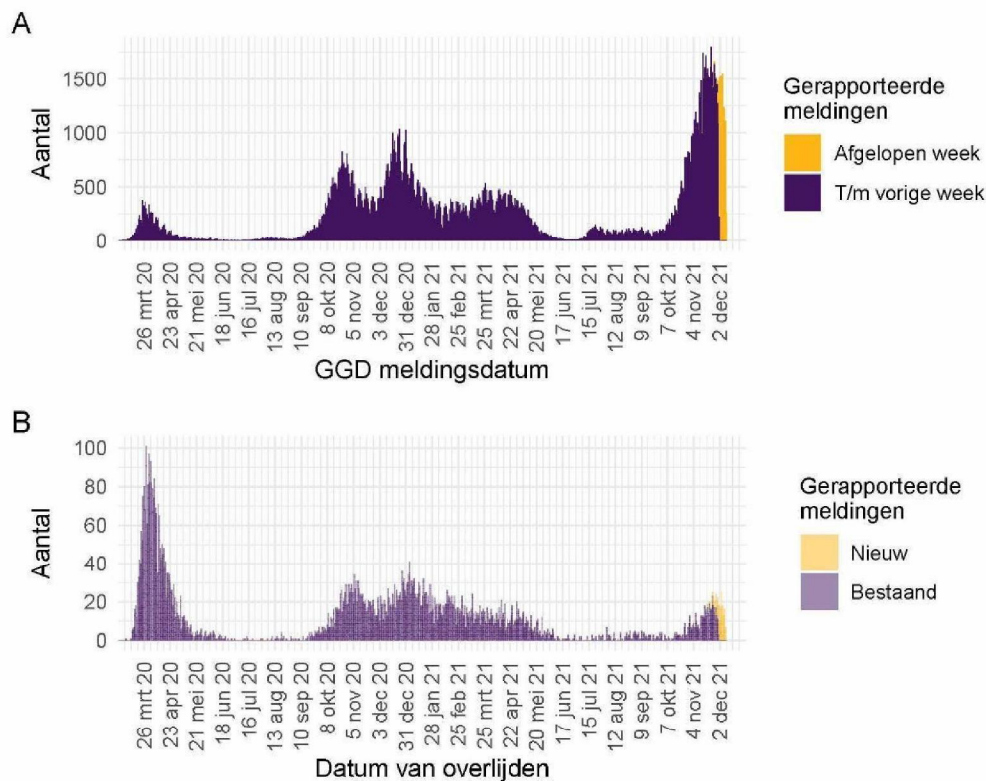 A
Aantal
1500
1000
500
0
26 mrt 20
23 apr 20
21 mei 20
18 jun 20
16 jul 20
13 aug 20
10 sep 20
8 okt 20
5 nov 20
3 dec 20
31 dec 20
28 jan 21
25 feb 21
25 mrt 21
22 apr 21
20 mei 21
17 jun 21
15 jul 21
12 aug 21
9 sep 21
7 okt 21
4 nov 21
2 dec 21
GGD meldingsdatum
Gerapporteerde
meldingen
Afgelopen week
T/m vorige week
B
Aantal
100
80
60
40
20
0
26 mrt 20
23 apr 20
21 mei 20
18 jun 20
16 jul 20
13 aug 20
10 sep 20
8 okt 20
5 nov 20
3 dec 20
31 dec 20
28 jan 21
25 feb 21
25 mrt 21
22 apr 21
20 mei 21
17 jun 21
15 jul 21
12 aug 21
9 sep 21
7 okt 21
4 nov 21
2 dec 21
Datum van overlijden
Gerapporteerde
meldingen
Nieuw
Bestaand